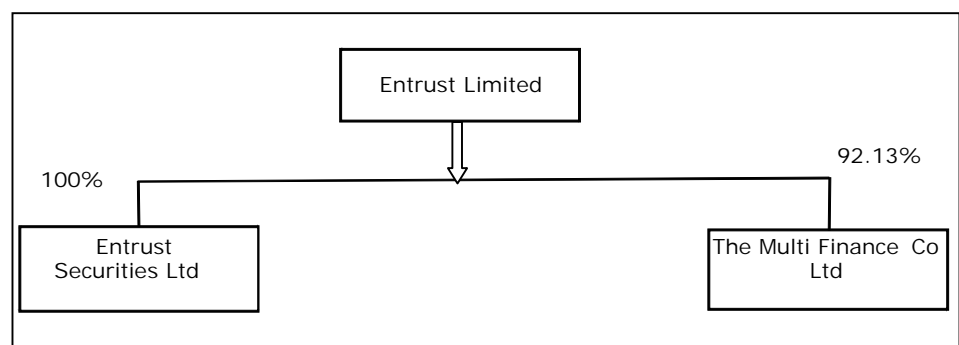 Entrust Limited
100%
92.13%
Entrust
Securities Ltd
The Multi Finance Co
Ltd